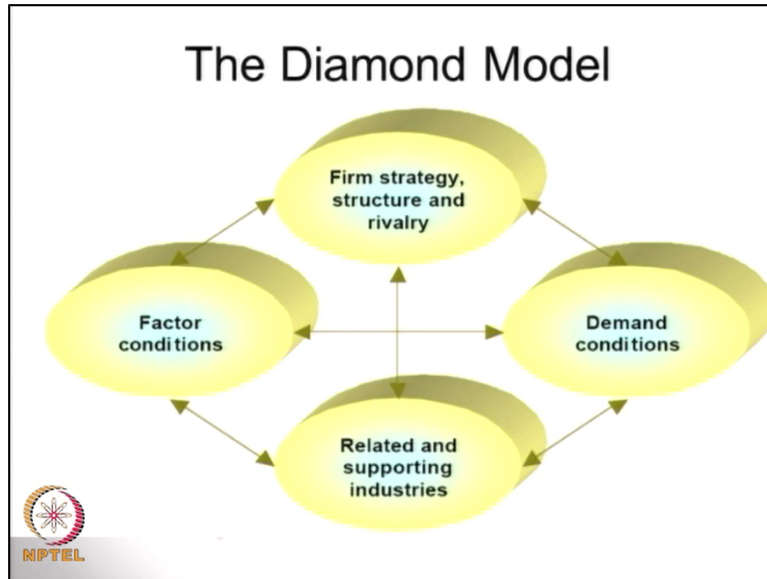 The Diamond Model
Firm strategy,
structure and
rivalry
Factor
conditions
Demand
conditions
Related and
supporting
industries
NPTEL